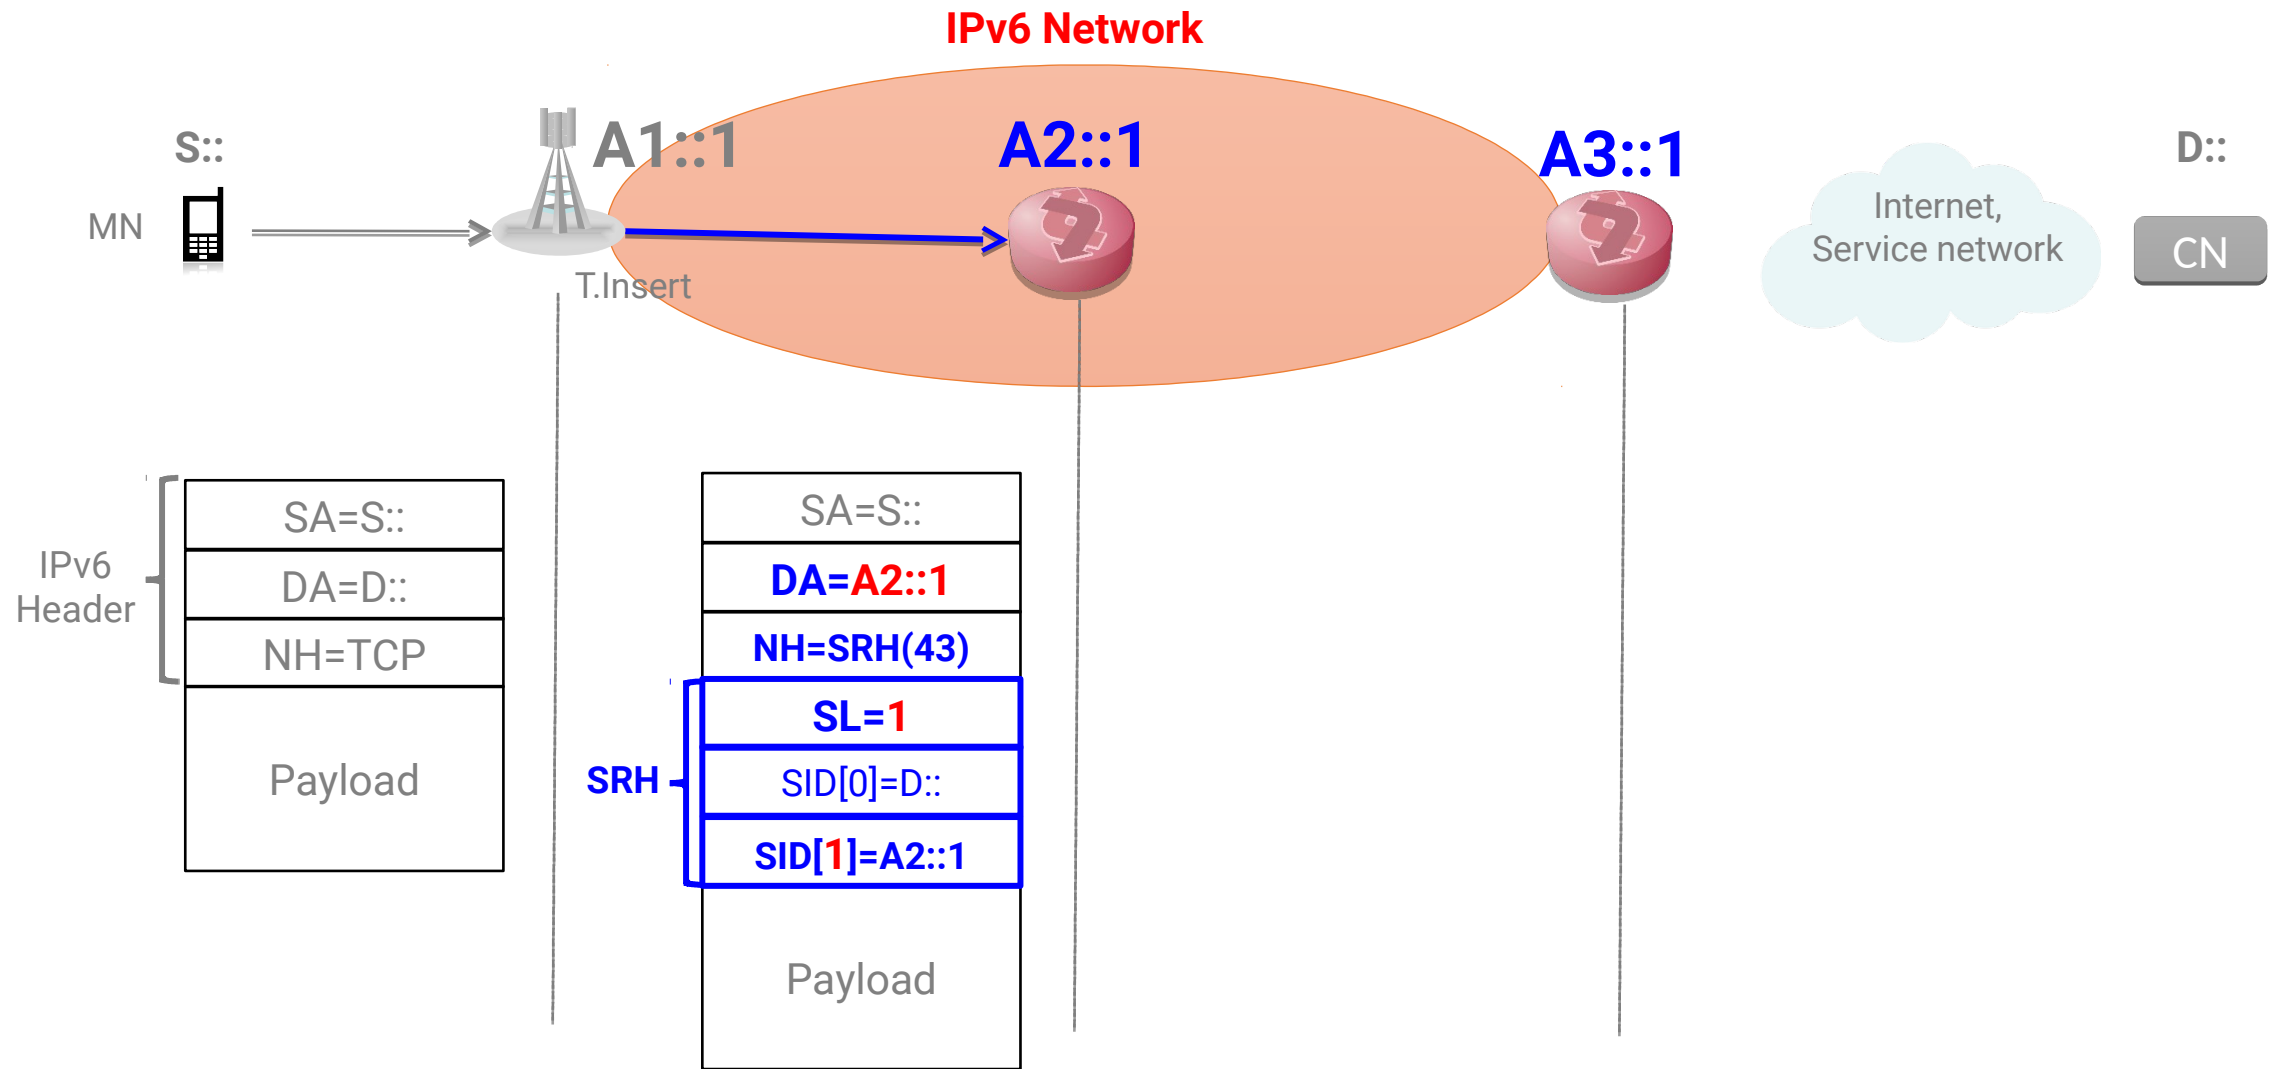 IPv6 Network
S::
A1::1
A2::1
A3::1
D::
MN
T.Insert
Internet,
Service network
CN
IPv6
Header
SA=S::
DA=D::
NH=TCP
Payload
SA=S::
DA=A2::1
NH=SRH(43)
SRH
SL=1
SID[0]=D::
SID[1]=A2::1
Payload